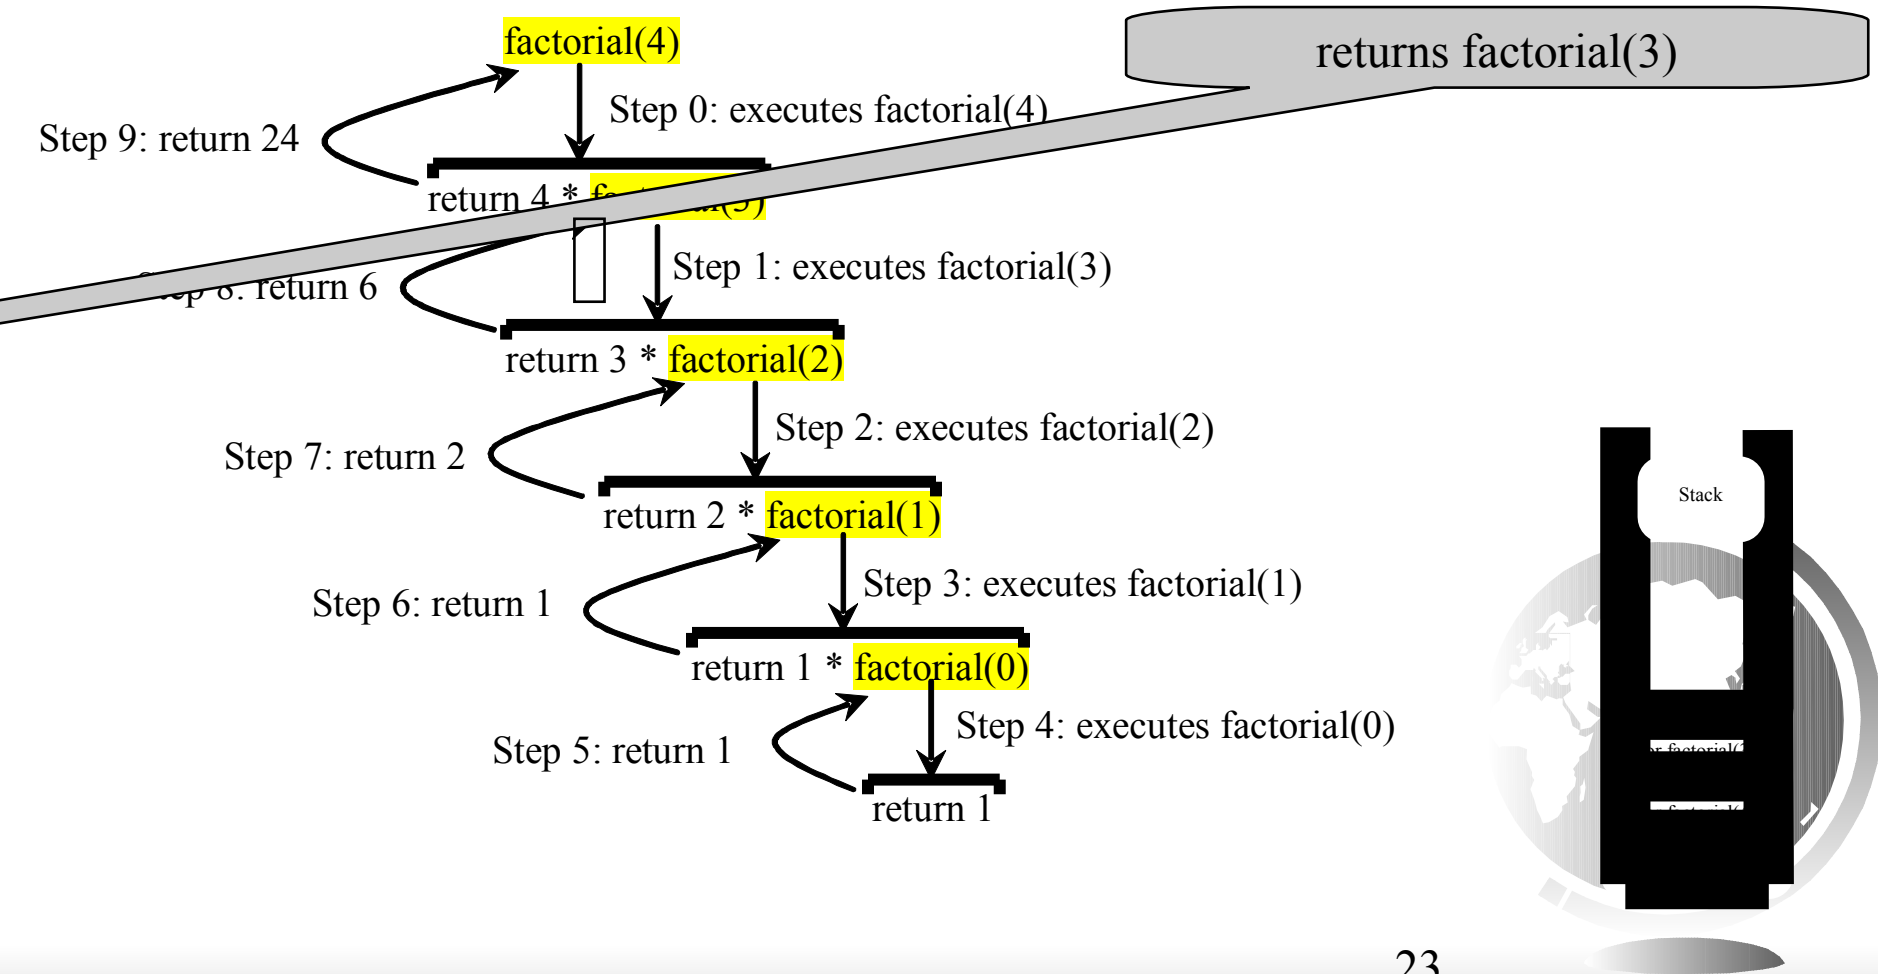 factorial(4)
returns factorial(3)
Step 0: executes factorial(4)
Step 9: return 24
return 4 *
Step 1: executes factorial(3)
return 6
return 3 * factorial(2)
Step 2: executes factorial(2)
Step 7: return 2
Stack
return 2 * factorial(1)
Step 3: executes factorial(1)
Step 6: return 1
return 1 * factorial(0)
Step 4: executes factorial(0)
Step 5: return 1
return 1
23